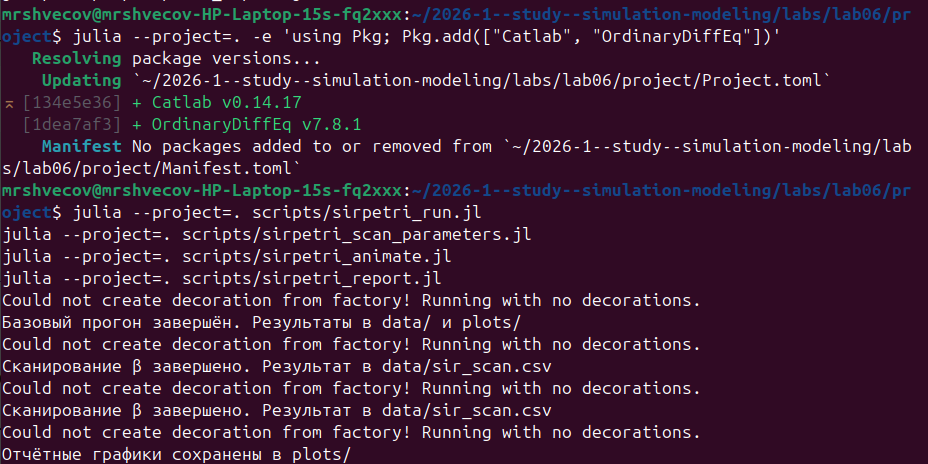 mrshvecov@mrshvecov-HP-Laptop-15s-fq2xxx:~/2026-1--study--simulation-modeling/labs/lab06/pr
oject$ julia --project=. -e 'using Pkg; Pkg.add(["Catlab", "OrdinaryDiffEq"])'
Resolving package versions...
Updating `~/2026-1--study--simulation-modeling/labs/lab06/project/Project.toml`
⌅ [134e5e36] + Catlab v0.14.17
[1dea7af3] + OrdinaryDiffEq v7.8.1
Manifest No packages added to or removed from `~/2026-1--study--simulation-modeling/lab
s/lab06/project/Manifest.toml`
mrshvecov@mrshvecov-HP-Laptop-15s-fq2xxx:~/2026-1--study--simulation-modeling/labs/lab06/pr
oject$ julia --project=. scripts/sirpetri_run.jl
julia --project=. scripts/sirpetri_scan_parameters.jl
julia --project=. scripts/sirpetri_animate.jl
julia --project=. scripts/sirpetri_report.jl
Could not create decoration from factory! Running with no decorations.
Базовый прогон завершён. Результаты в data/ и plots/
Could not create decoration from factory! Running with no decorations.
Сканирование β завершено. Результат в data/sir_scan.csv
Could not create decoration from factory! Running with no decorations.
Сканирование β завершено. Результат в data/sir_scan.csv
Could not create decoration from factory! Running with no decorations.
Отчётные графики сохранены в plots/